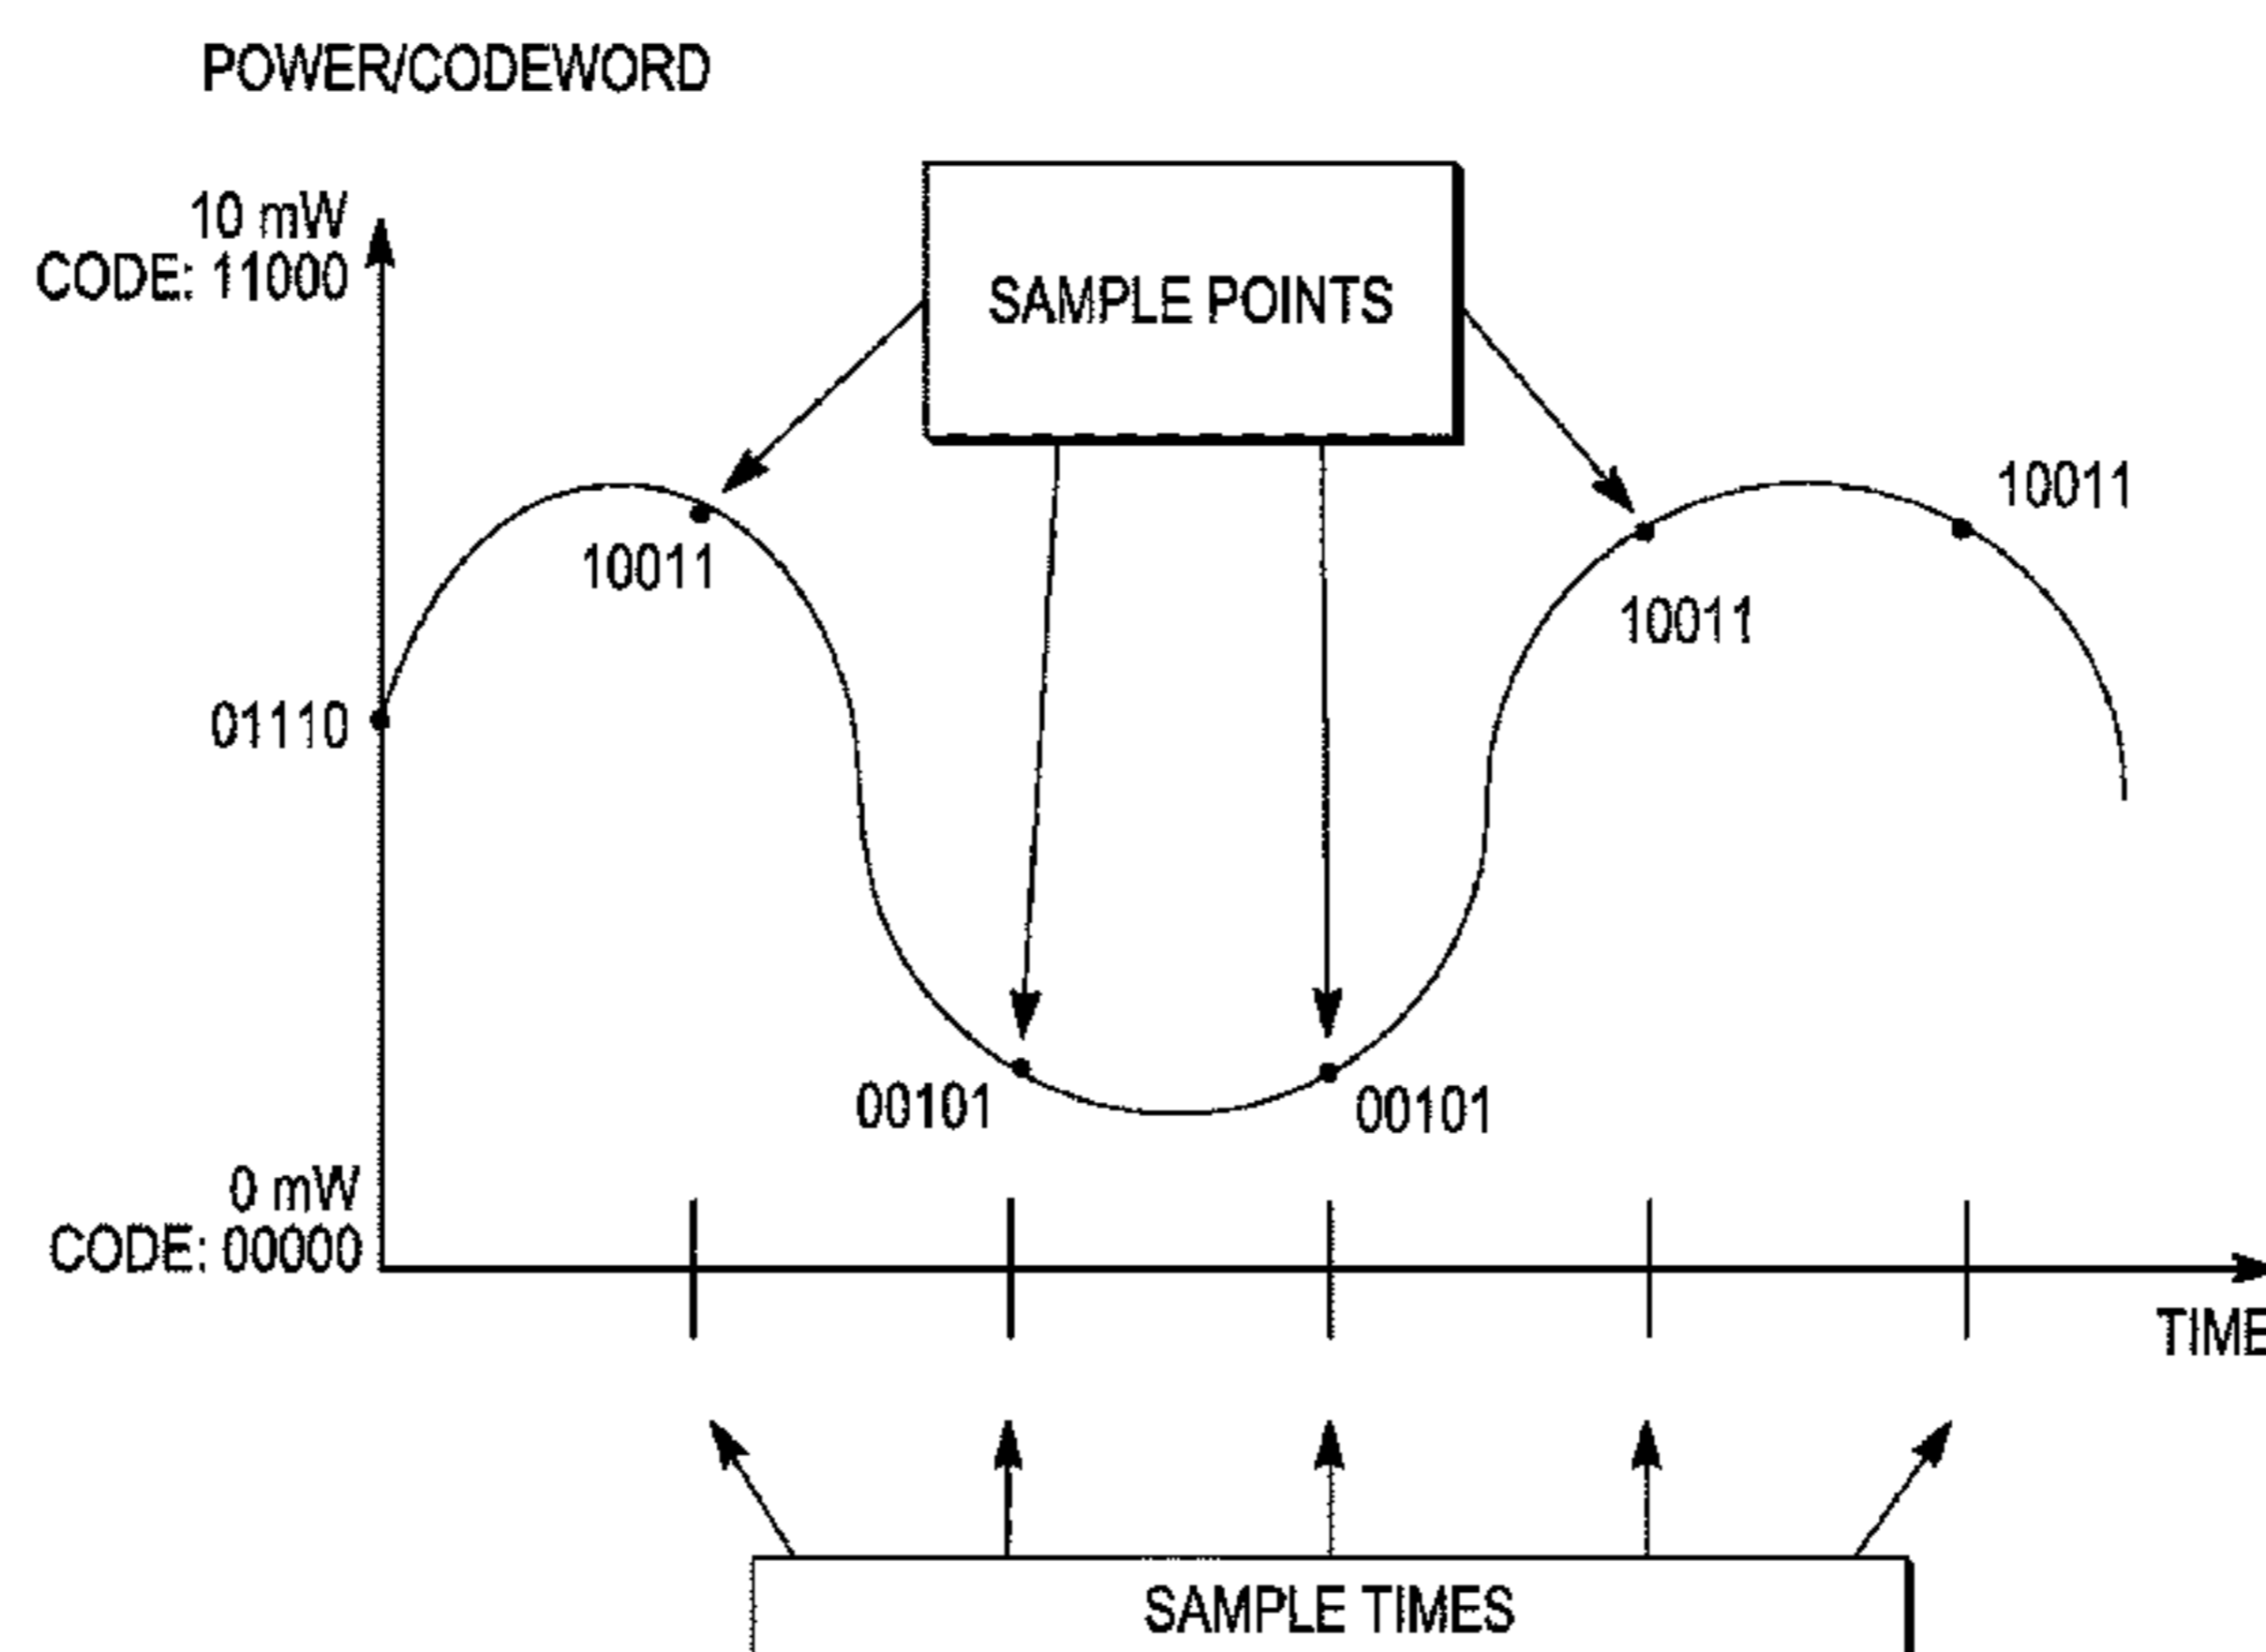 POWER/CODEWORD
10 mW
CODE: 11000
SAMPLE POINTS
10011
10011
10011
01110
00101
00101
0 mW
CODE: 00000
TIME
SAMPLE TIMES